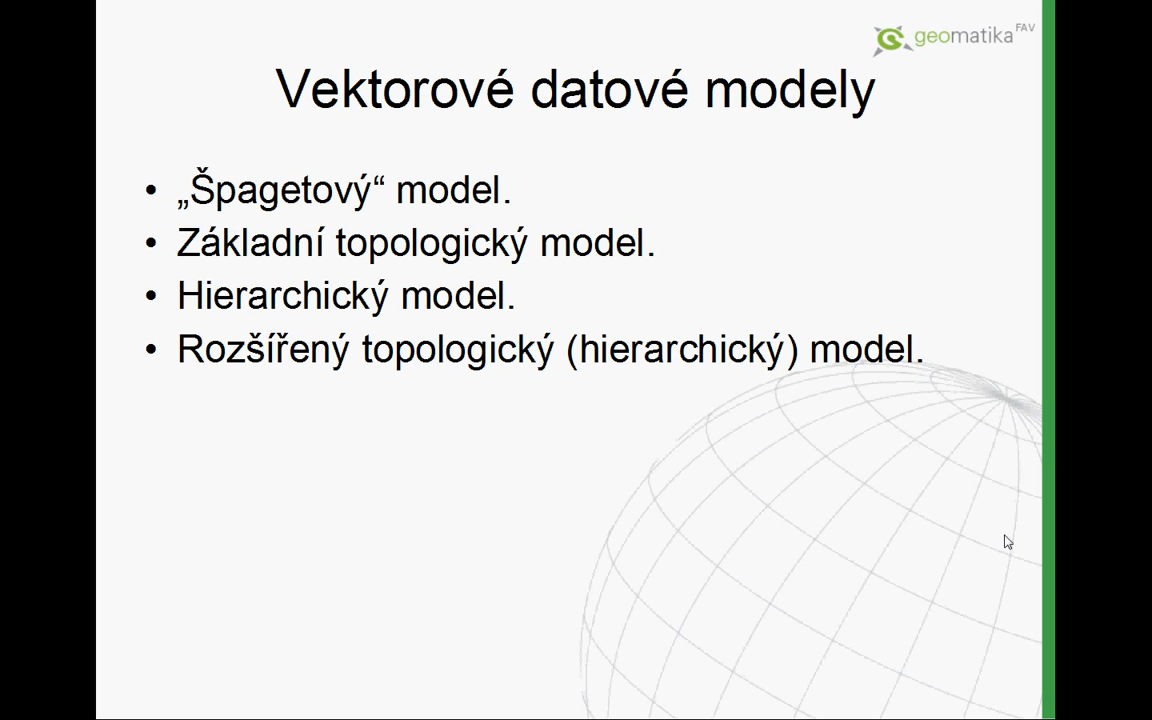 geomatika FAV
Vektorové datové modely
• „Špagetový“ model.
• Základní topologický model.
• Hierarchický model.
• Rozšířený topologický (hierarchický) model.